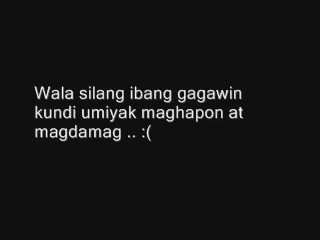 Wala silang ibang gagawin
kundi umiyak maghapon at
magdamag .. :(